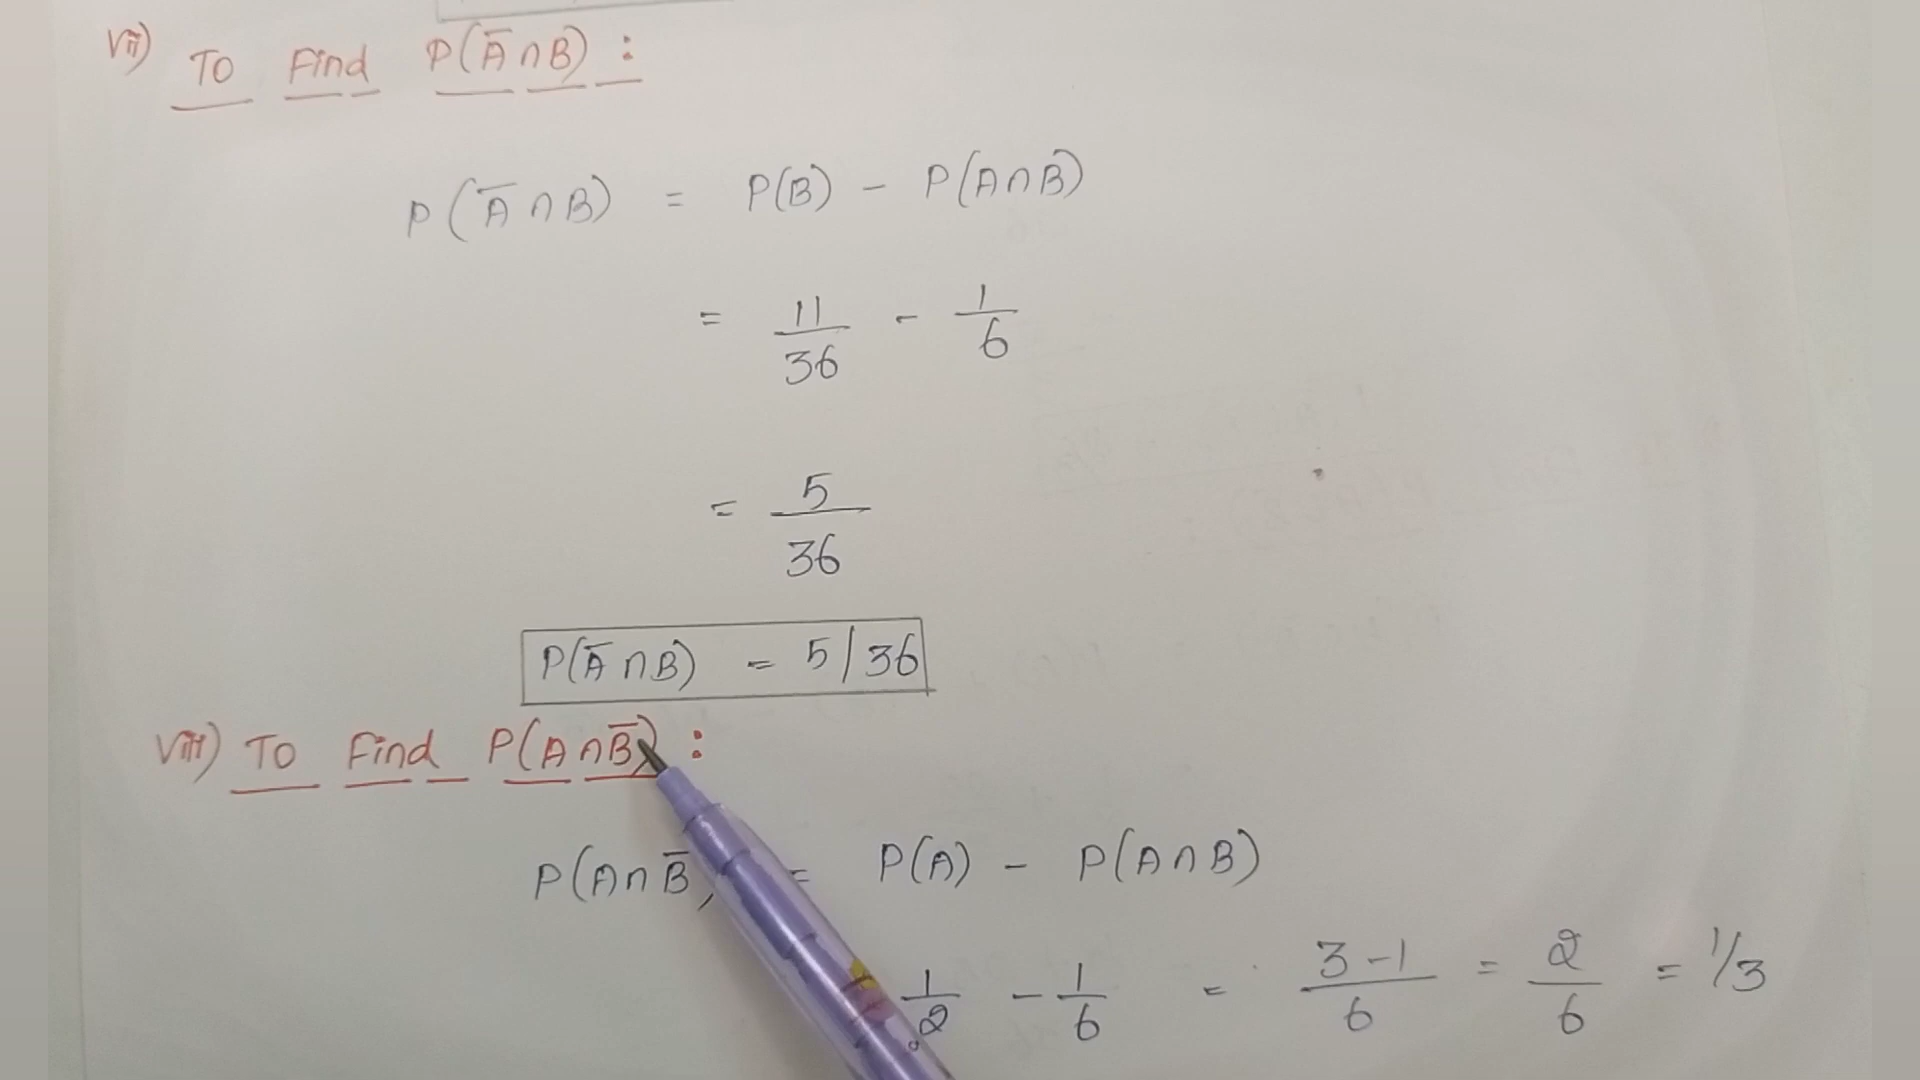 vii) To Find P(A̅∩B) :
P(A̅∩B) = P(B) - P(A∩B)
= 11/36 - 1/6
= 5/36
P(A̅∩B) = 5/36
viii) To Find P(A∩B̅) :
P(A∩B̅) = P(A) - P(A∩B)
1/2 - 1/6 = 3-1/6 = 2/6 = 1/3